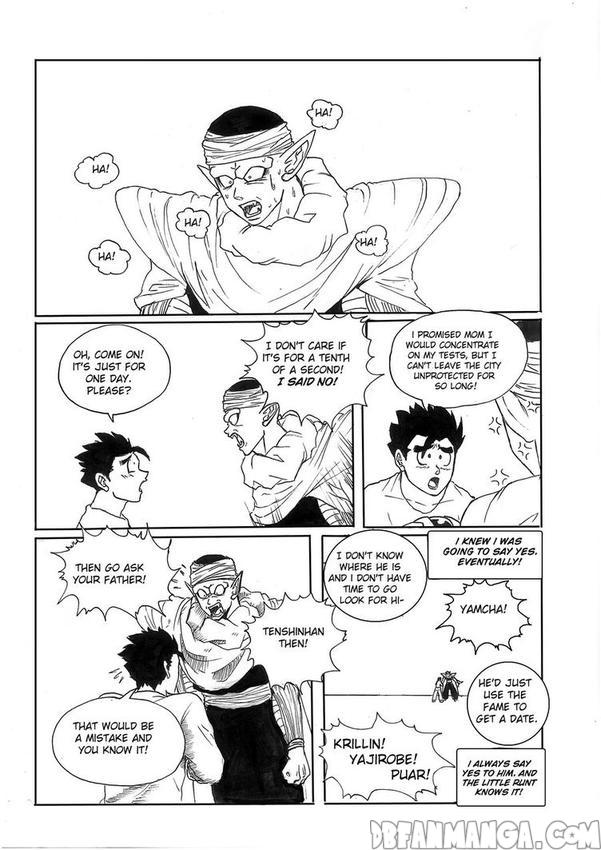 HA!
HA!
HA!
HA!
HA!
OH, COME ON!
IT'S JUST FOR
ONE DAY.
PLEASE?
I DON'T CARE IF
IT'S FOR A TENTH
OF A SECOND!
I SAID NO!
I PROMISED MOM I
WOULD CONCENTRATE
ON MY TESTS, BUT I
CAN'T LEAVE THE CITY
UNPROTECTED FOR
SO LONG!
THEN GO ASK
YOUR FATHER!
TENSHINHAN
THEN!
THAT WOULD BE
A MISTAKE AND
YOU KNOW IT!
I DON'T KNOW
WHERE HE IS
AND I DON'T HAVE
TIME TO GO
LOOK FOR HI-
I KNEW I WAS
GOING TO SAY YES.
EVENTUALLY!
YAMCHA!
HE'D JUST
USE THE
FAME TO
GET A DATE.
KRILLIN!
YAJIROBE!
PUAR!
I ALWAYS SAY
YES TO HIM. AND
THE LITTLE RUNT
KNOWS IT!
DBFANMANGA.COM